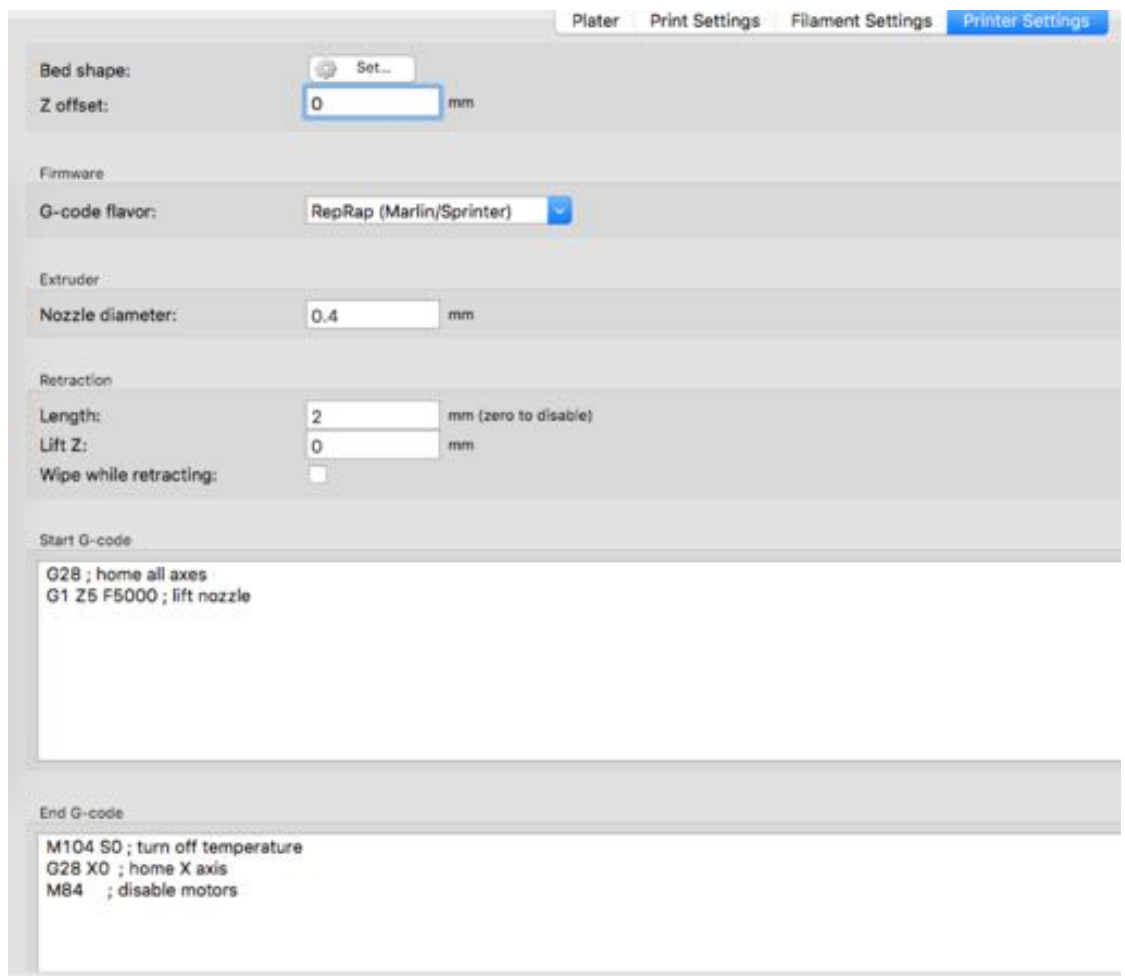 Plater Print Settings Filament Settings Printer Settings
Bed shape: Set...
Z offset: 0 mm
Firmware
G-code flavor: RepRap (Marlin/Sprinter)
Extruder
Nozzle diameter: 0.4 mm
Retraction
Length: 2 mm (zero to disable)
Lift Z: 0 mm
Wipe while retracting:
Start G-code
G28 ; home all axes
G1 Z5 F5000 ; lift nozzle
End G-code
M104 S0 ; turn off temperature
G28 X0  ; home X axis
M84    ; disable motors